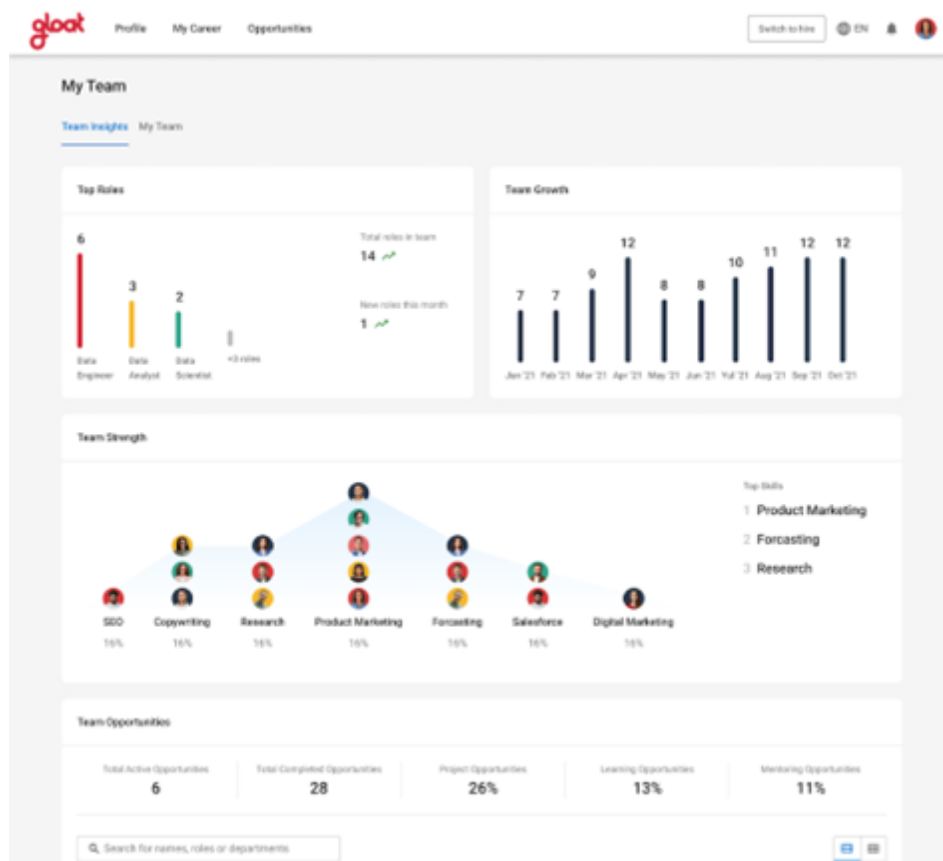 gloat Profile My Career Opportunities Switch to hire EN
My Team
Team Insights My Team
Top Roles
6
3
2
Data Engineer
Data Analyst
Data Scientist
+3 roles
Total roles in team
14
New roles this month
1
Team Growth
7 7 9 12 8 8 10 11 12 12
Jan '21 Feb '21 Mar '21 Apr '21 May '21 Jun '21 Yul '21 Aug '21 Sep '21 Oct '21
Team Strength
SEO Copywriting Research Product Marketing Forcasting Salesforce Digital Marketing
16% 16% 16% 16% 16% 16% 16%
Top Skills
1 Product Marketing
2 Forcasting
3 Research
Team Opportunities
Total Active Opportunities
6
Total Completed Opportunities
28
Project Opportunities
26%
Learning Opportunities
13%
Mentoring Opportunities
11%
Search for names, roles or departments